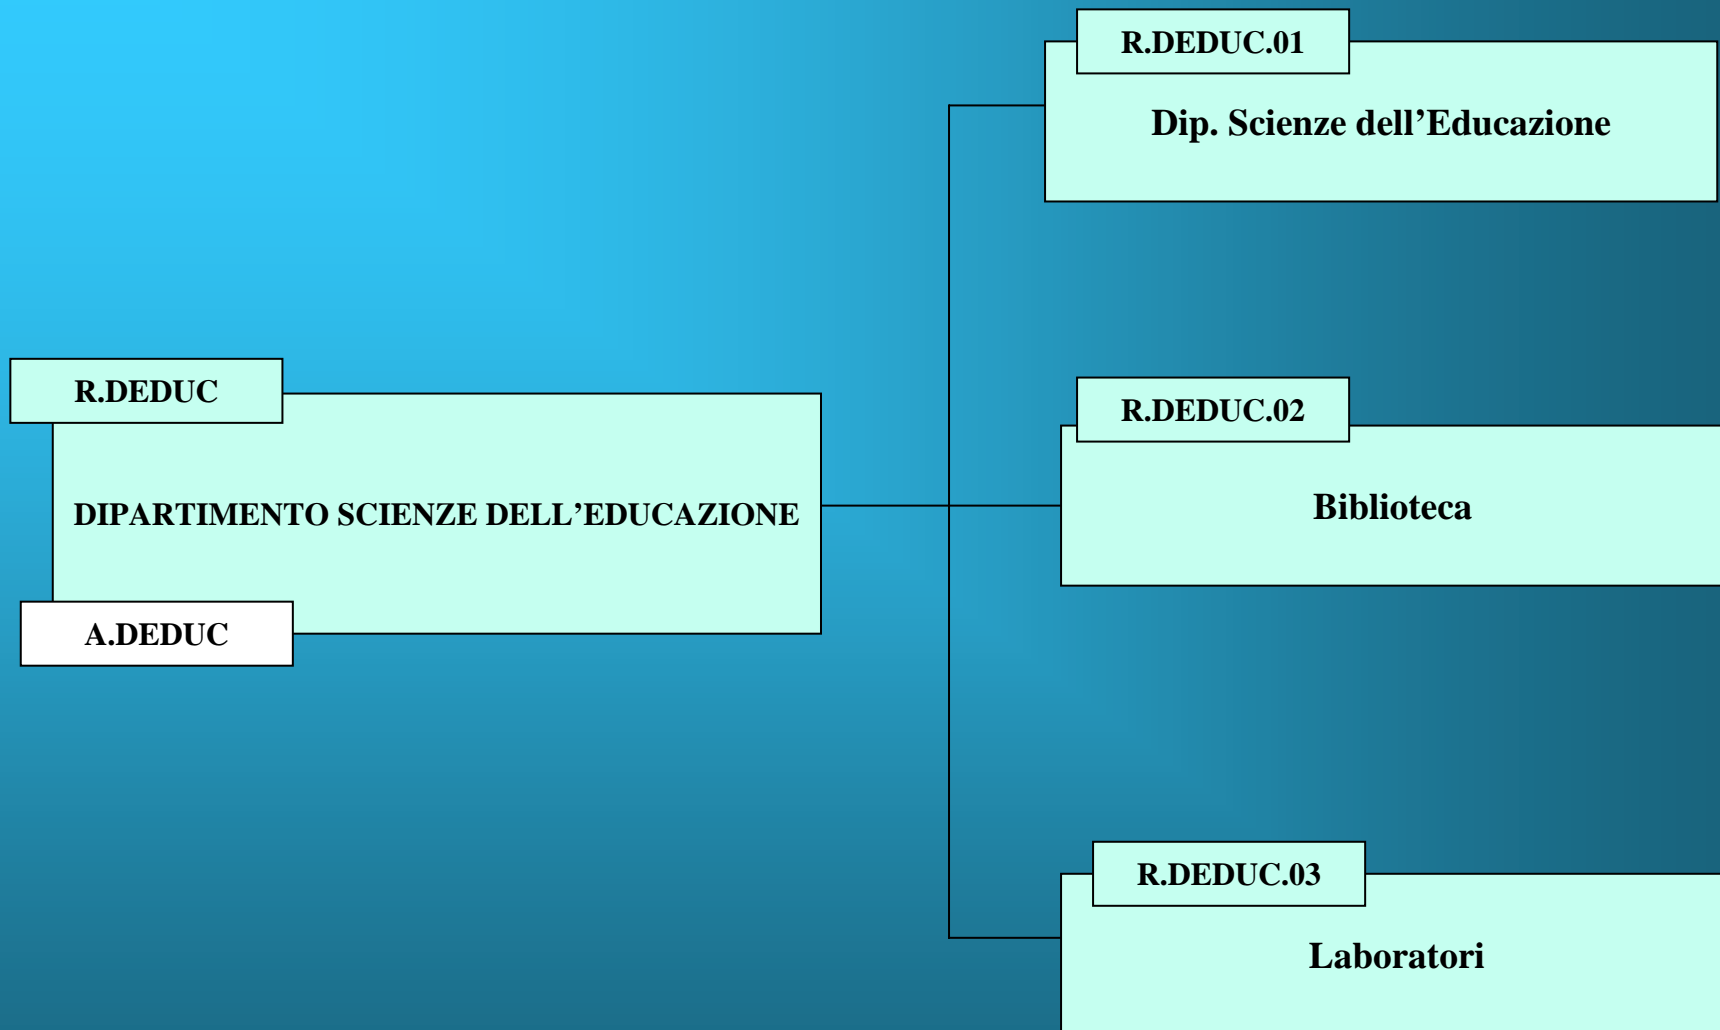 R.DEDUC
DIPARTIMENTO SCIENZE DELL’EDUCAZIONE
A.DEDUC
R.DEDUC.01
Dip. Scienze dell’Educazione
R.DEDUC.02
Biblioteca
R.DEDUC.03
Laboratori